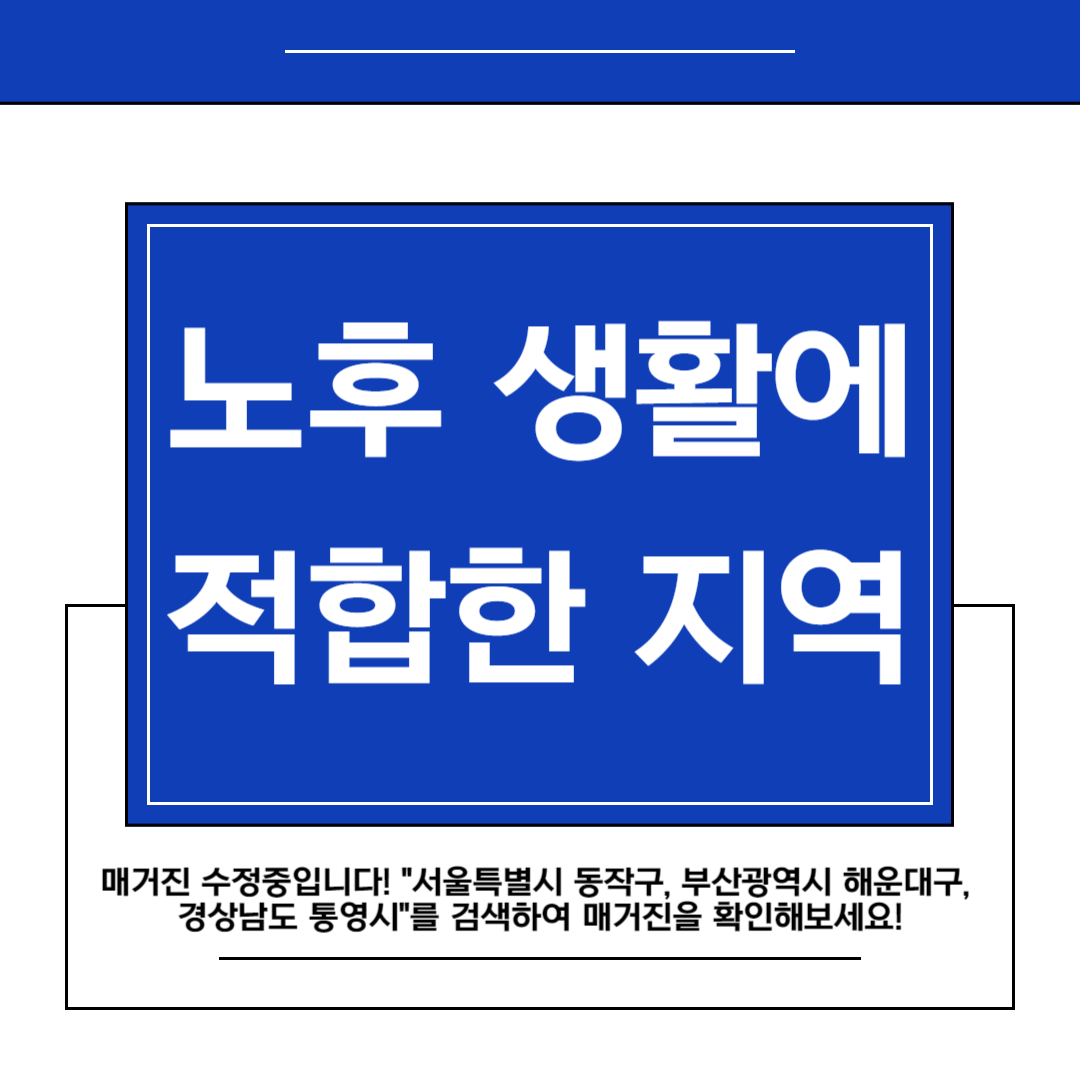 노후 생활에
적합한 지역
매거진 수정중입니다! "서울특별시 동작구, 부산광역시 해운대구,
경상남도 통영시"를 검색하여 매거진을 확인해보세요!